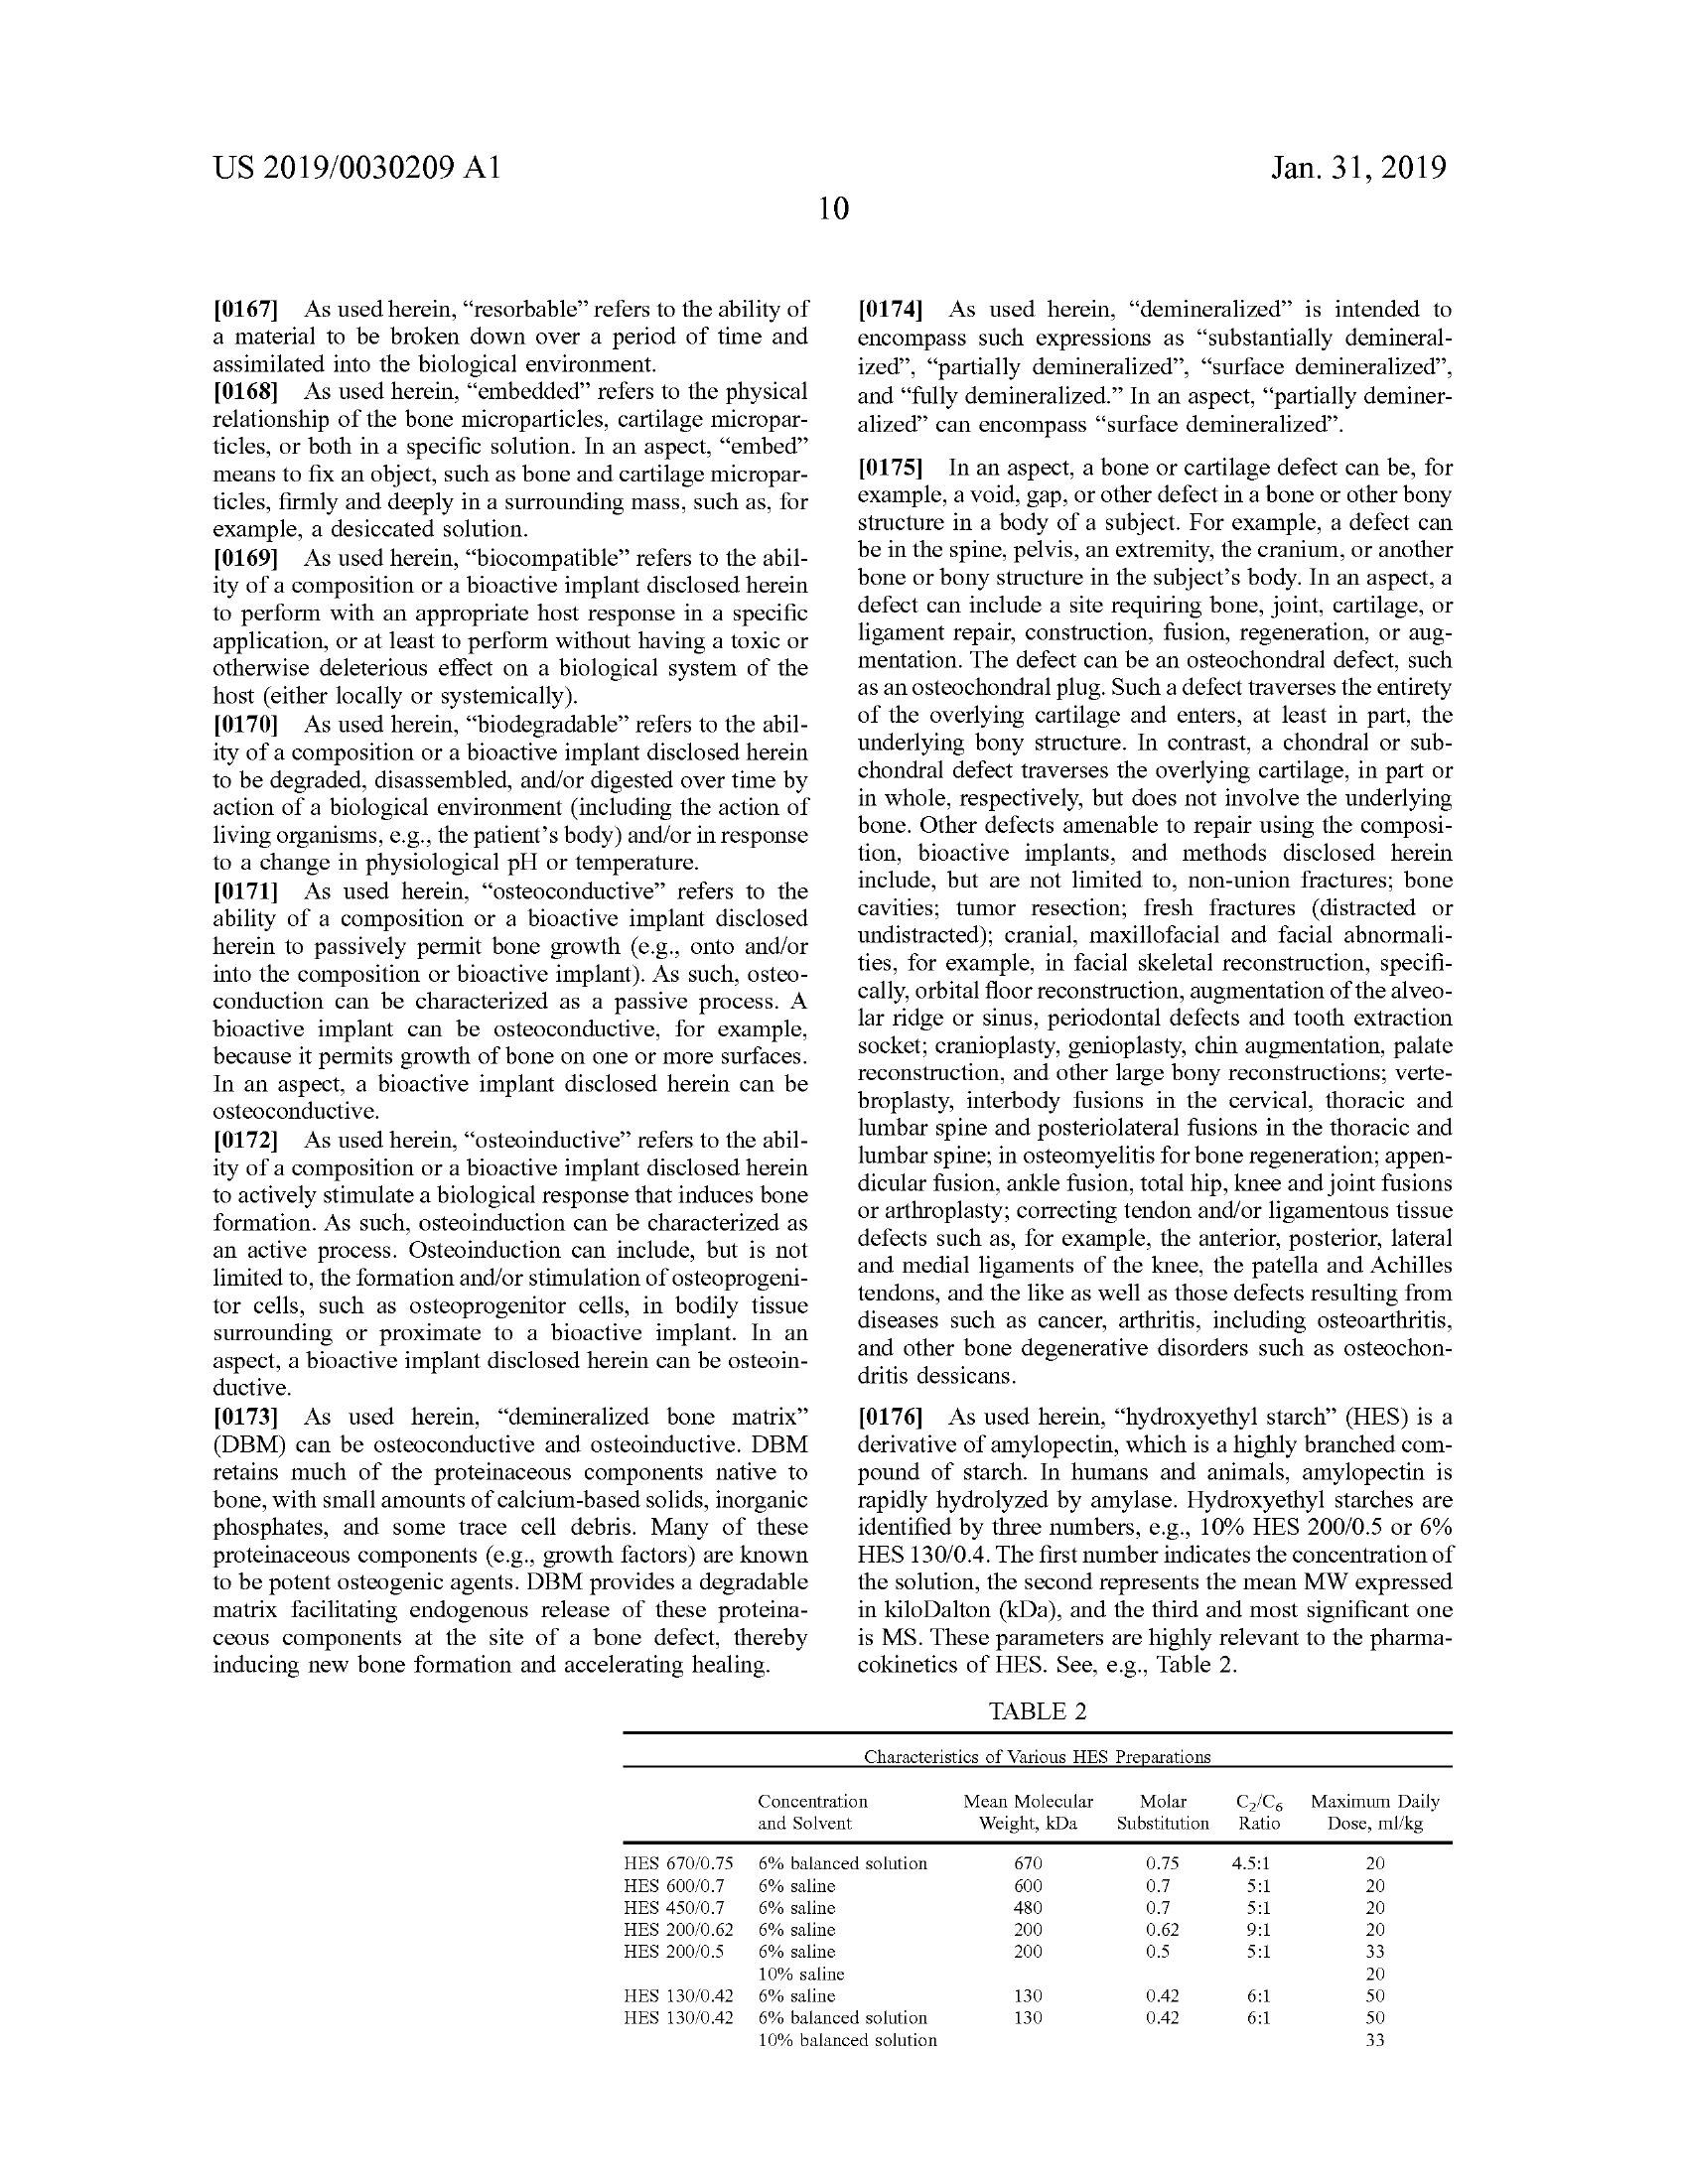 US 2019/0030209 A1
Jan. 31, 2019
10
[0167] As used herein, “resorbable” refers to the ability of
a material to be broken down over a period of time and
assimilated into the biological environment.
[0168] As used herein, “embedded” refers to the physical
relationship of the bone microparticles, cartilage micropar-
ticles, or both in a specific solution. In an aspect, “embed”
means to fix an object, such as bone and cartilage micropar-
ticles, firmly and deeply in a surrounding mass, such as, for
example, a desiccated solution.
[0169] As used herein, “biocompatible” refers to the abil-
ity of a composition or a bioactive implant disclosed herein
to perform with an appropriate host response in a specific
application, or at least to perform without having a toxic or
otherwise deleterious effect on a biological system of the
host (either locally or systemically).
[0170] As used herein, “biodegradable” refers to the abil-
ity of a composition or a bioactive implant disclosed herein
to be degraded, disassembled, and/or digested over time by
action of a biological environment (including the action of
living organisms, e.g., the patient’s body) and/or in response
to a change in physiological pH or temperature.
[0171] As used herein, “osteoconductive” refers to the
ability of a composition or a bioactive implant disclosed
herein to passively permit bone growth (e.g., onto and/or
into the composition or bioactive implant). As such, osteo-
conduction can be characterized as a passive process. A
bioactive implant can be osteoconductive, for example,
because it permits growth of bone on one or more surfaces.
In an aspect, a bioactive implant disclosed herein can be
osteoconductive.
[0172] As used herein, “osteoinductive” refers to the abil-
ity of a composition or a bioactive implant disclosed herein
to actively stimulate a biological response that induces bone
formation. As such, osteoinduction can be characterized as
an active process. Osteoinduction can include, but is not
limited to, the formation and/or stimulation of osteoprogeni-
tor cells, such as osteoprogenitor cells, in bodily tissue
surrounding or proximate to a bioactive implant. In an
aspect, a bioactive implant disclosed herein can be osteoin-
ductive.
[0173] As used herein, “demineralized bone matrix”
(DBM) can be osteoconductive and osteoinductive. DBM
retains much of the proteinaceous components native to
bone, with small amounts of calcium-based solids, inorganic
phosphates, and some trace cell debris. Many of these
proteinaceous components (e.g., growth factors) are known
to be potent osteogenic agents. DBM provides a degradable
matrix facilitating endogenous release of these proteina-
ceous components at the site of a bone defect, thereby
inducing new bone formation and accelerating healing.
[0174] As used herein, “demineralized” is intended to
encompass such expressions as “substantially demineral-
ized”, “partially demineralized”, “surface demineralized”,
and “fully demineralized.” In an aspect, “partially deminer-
alized” can encompass “surface demineralized”.
[0175] In an aspect, a bone or cartilage defect can be, for
example, a void, gap, or other defect in a bone or other bony
structure in a body of a subject. For example, a defect can
be in the spine, pelvis, an extremity, the cranium, or another
bone or bony structure in the subject’s body. In an aspect, a
defect can include a site requiring bone, joint, cartilage, or
ligament repair, construction, fusion, regeneration, or aug-
mentation. The defect can be an osteochondral defect, such
as an osteochondral plug. Such a defect traverses the entirety
of the overlying cartilage and enters, at least in part, the
underlying bony structure. In contrast, a chondral or sub-
chondral defect traverses the overlying cartilage, in part or
in whole, respectively, but does not involve the underlying
bone. Other defects amenable to repair using the composi-
tion, bioactive implants, and methods disclosed herein
include, but are not limited to, non-union fractures; bone
cavities; tumor resection; fresh fractures (distracted or
undistracted); cranial, maxillofacial and facial abnormali-
ties, for example, in facial skeletal reconstruction, specifi-
cally, orbital floor reconstruction, augmentation of the alveo-
lar ridge or sinus, periodontal defects and tooth extraction
socket; cranioplasty, genioplasty, chin augmentation, palate
reconstruction, and other large bony reconstructions; verte-
broplasty, interbody fusions in the cervical, thoracic and
lumbar spine and posteriolateral fusions in the thoracic and
lumbar spine; in osteomyelitis for bone regeneration; appen-
dicular fusion, ankle fusion, total hip, knee and joint fusions
or arthroplasty; correcting tendon and/or ligamentous tissue
defects such as, for example, the anterior, posterior, lateral
and medial ligaments of the knee, the patella and Achilles
tendons, and the like as well as those defects resulting from
diseases such as cancer, arthritis, including osteoarthritis,
and other bone degenerative disorders such as osteochon-
dritis dessicans.
[0176] As used herein, “hydroxyethyl starch” (HES) is a
derivative of amylopectin, which is a highly branched com-
pound of starch. In humans and animals, amylopectin is
rapidly hydrolyzed by amylase. Hydroxyethyl starches are
identified by three numbers, e.g., 10% HES 200/0.5 or 6%
HES 130/0.4. The first number indicates the concentration of
the solution, the second represents the mean MW expressed
in kiloDalton (kDa), and the third and most significant one
is MS. These parameters are highly relevant to the pharma-
cokinetics of HES. See, e.g., Table 2.
TABLE 2
Characteristics of Various HES Preparations
Concentration Mean Molecular Molar C₂/C₆ Maximum Daily
and Solvent Weight, kDa Substitution Ratio Dose, ml/kg
HES 670/0.75 6% balanced solution 670 0.75 4.5:1 20
HES 600/0.7 6% saline 600 0.7 5:1 20
HES 450/0.7 6% saline 480 0.7 5:1 20
HES 200/0.62 6% saline 200 0.62 9:1 20
HES 200/0.5 6% saline 200 0.5 5:1 33
10% saline 20
HES 130/0.42 6% saline 130 0.42 6:1 50
HES 130/0.42 6% balanced solution 130 0.42 6:1 50
10% balanced solution 33